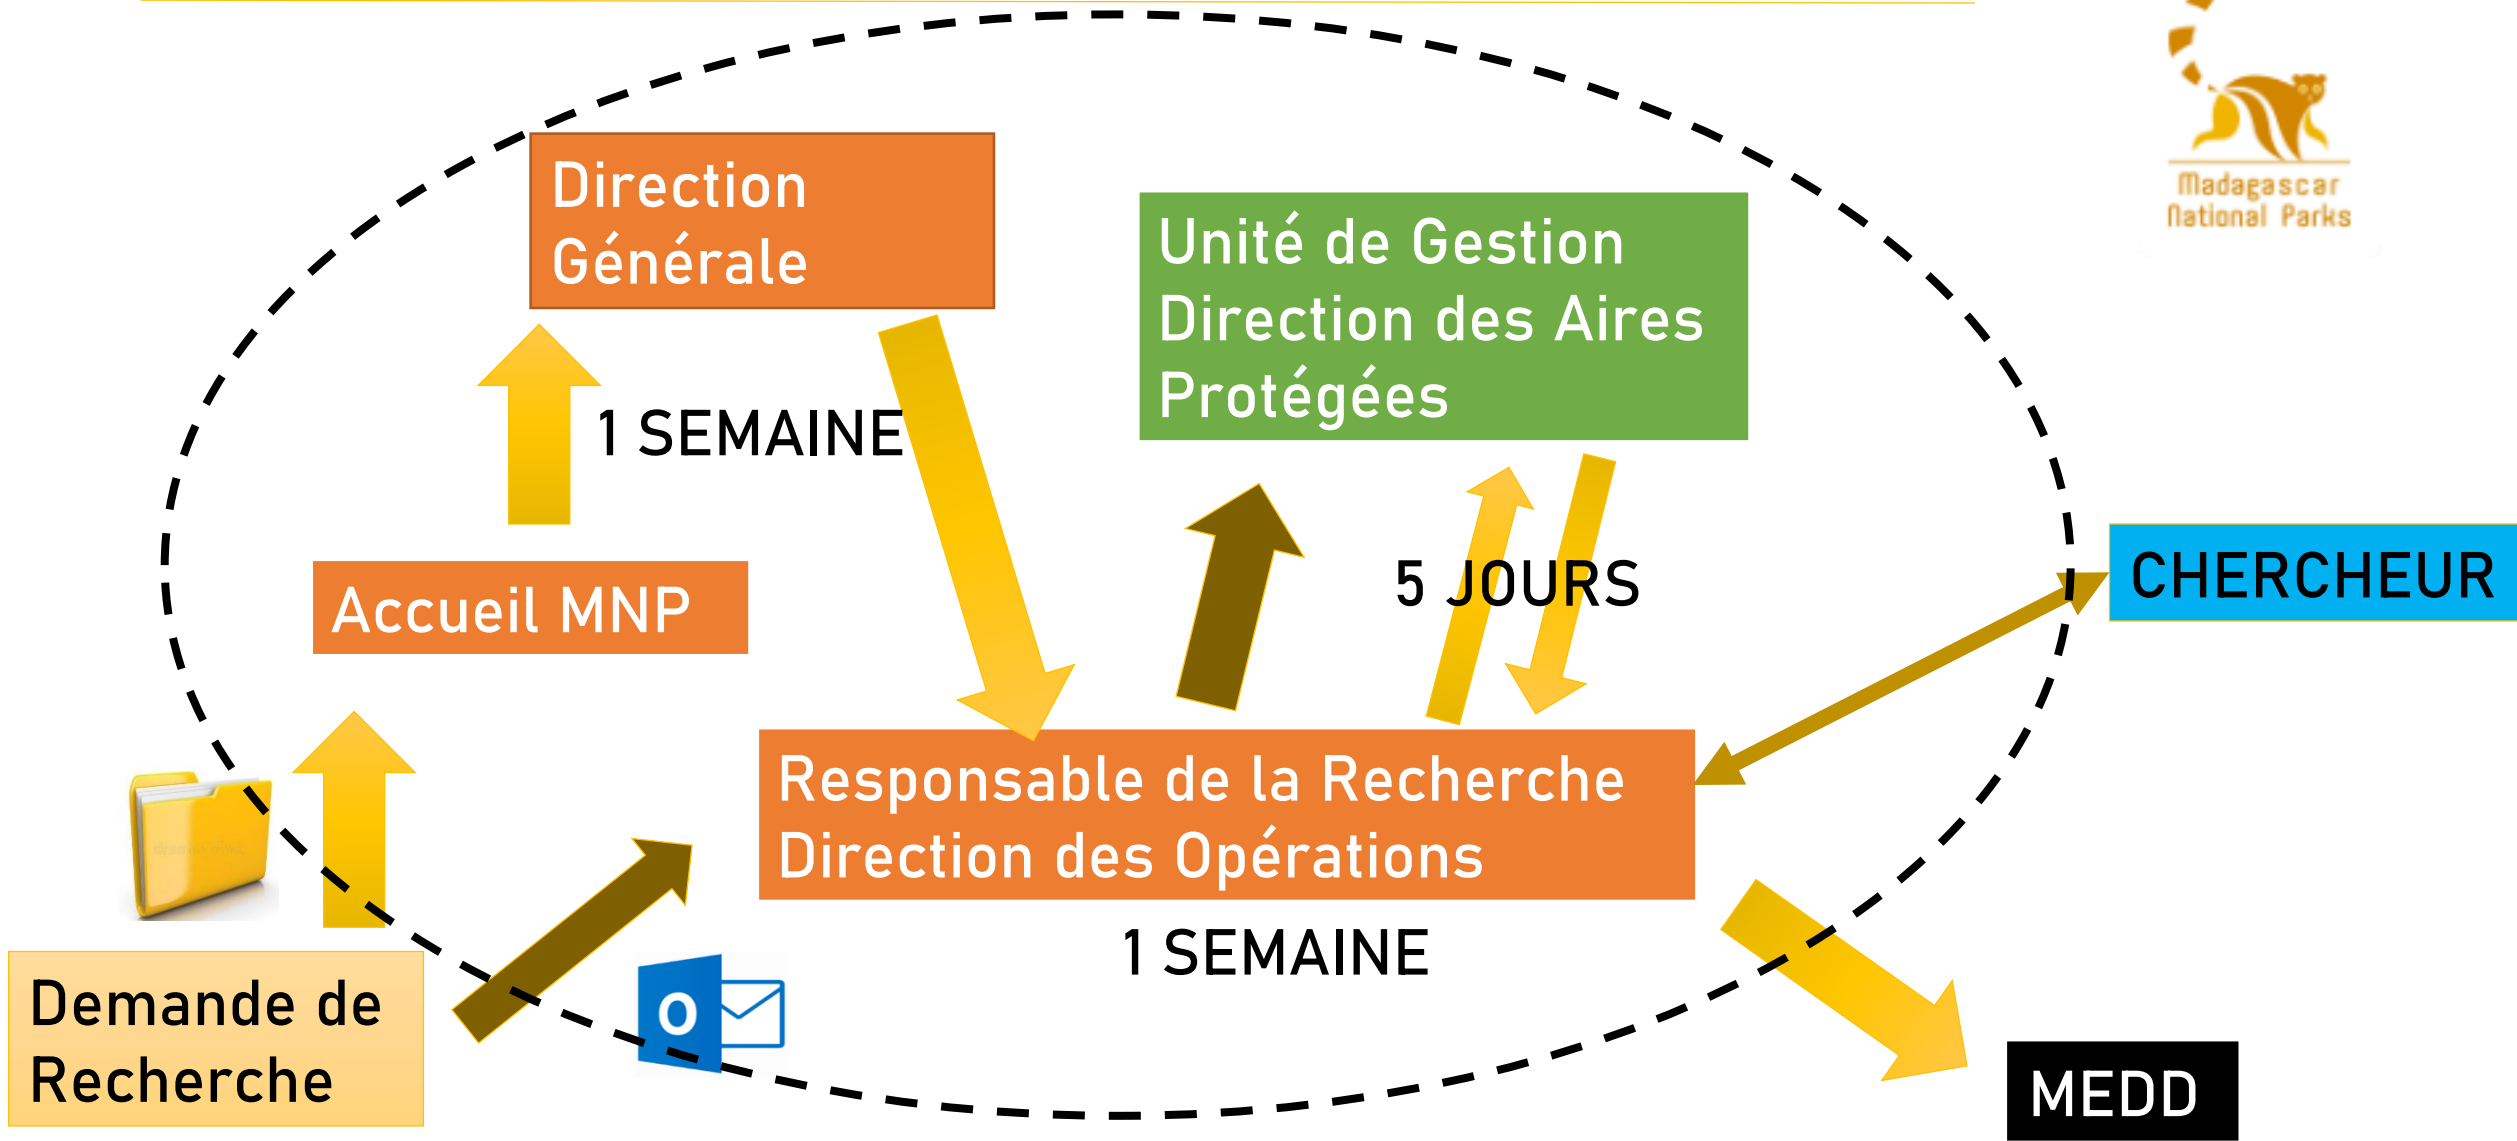 Madagascar
National Parks
Direction
Générale
Unité de Gestion
Direction des Aires
Protégées
1 SEMAINE
5 JOURS
CHERCHEUR
Accueil MNP
Responsable de la Recherche
Direction des Opérations
1 SEMAINE
Demande de
Recherche
O
MEDD